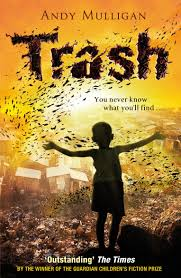 ANDY MULLIGAN
Trash
You never know
what you'll find ...
'Outstanding' The Times
BY THE WINNER OF THE GUARDIAN CHILDREN'S FICTION PRIZE